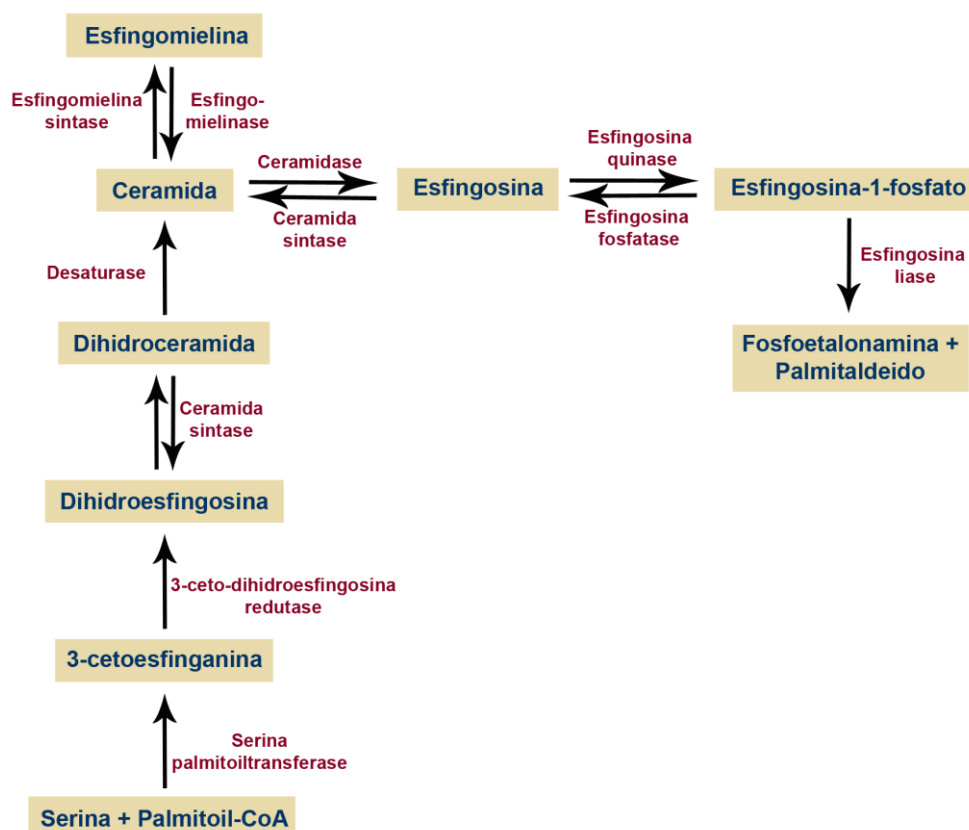 Esfingomielina
Esfingomielina
sintase
Esfingo-
mielinase
Ceramidase
Esfingosina
quinase
Ceramida
Esfingosina
Esfingosina-1-fosfato
Ceramida
sintase
Esfingosina
fosfatase
Desaturase
Esfingosina
liase
Dihidroceramida
Fosfoetalonamina +
Palmitaldeido
Ceramida
sintase
Dihidroesfingosina
3-ceto-dihidroesfingosina
redutase
3-cetoesfinganina
Serina
palmitoiltransferase
Serina + Palmitoil-CoA